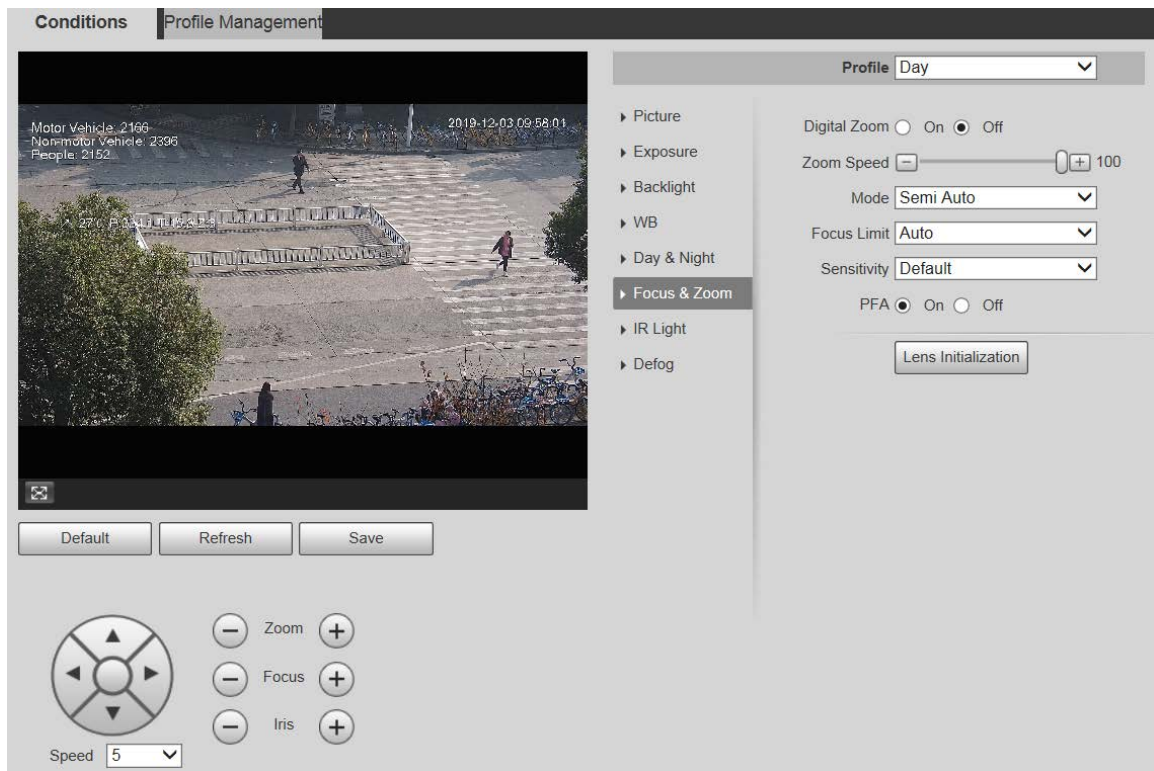 Conditions
Profile Management
Profile Day
Motor Vehicle: 2166
Non-motor Vehicle: 2396
People: 2152
2019-12-03 09:56:01
Picture
Exposure
Backlight
WB
Day & Night
Focus & Zoom
IR Light
Defog
Digital Zoom On Off
Zoom Speed 100
Mode Semi Auto
Focus Limit Auto
Sensitivity Default
PFA On Off
Lens Initialization
Default Refresh Save
Zoom
Focus
Iris
Speed 5